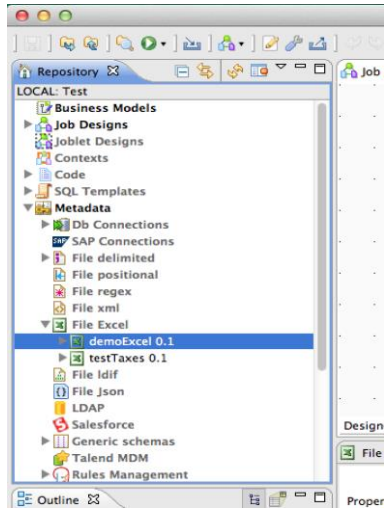 Repository
Job
LOCAL: Test
Business Models
Job Designs
Joblet Designs
Contexts
Code
SQL Templates
Metadata
Db Connections
SAP Connections
File delimited
File positional
File regex
File xml
File Excel
demoExcel 0.1
testTaxes 0.1
File ldif
File Json
LDAP
Salesforce
Generic schemas
Talend MDM
Rules Management
Design
File
Outline
Proper